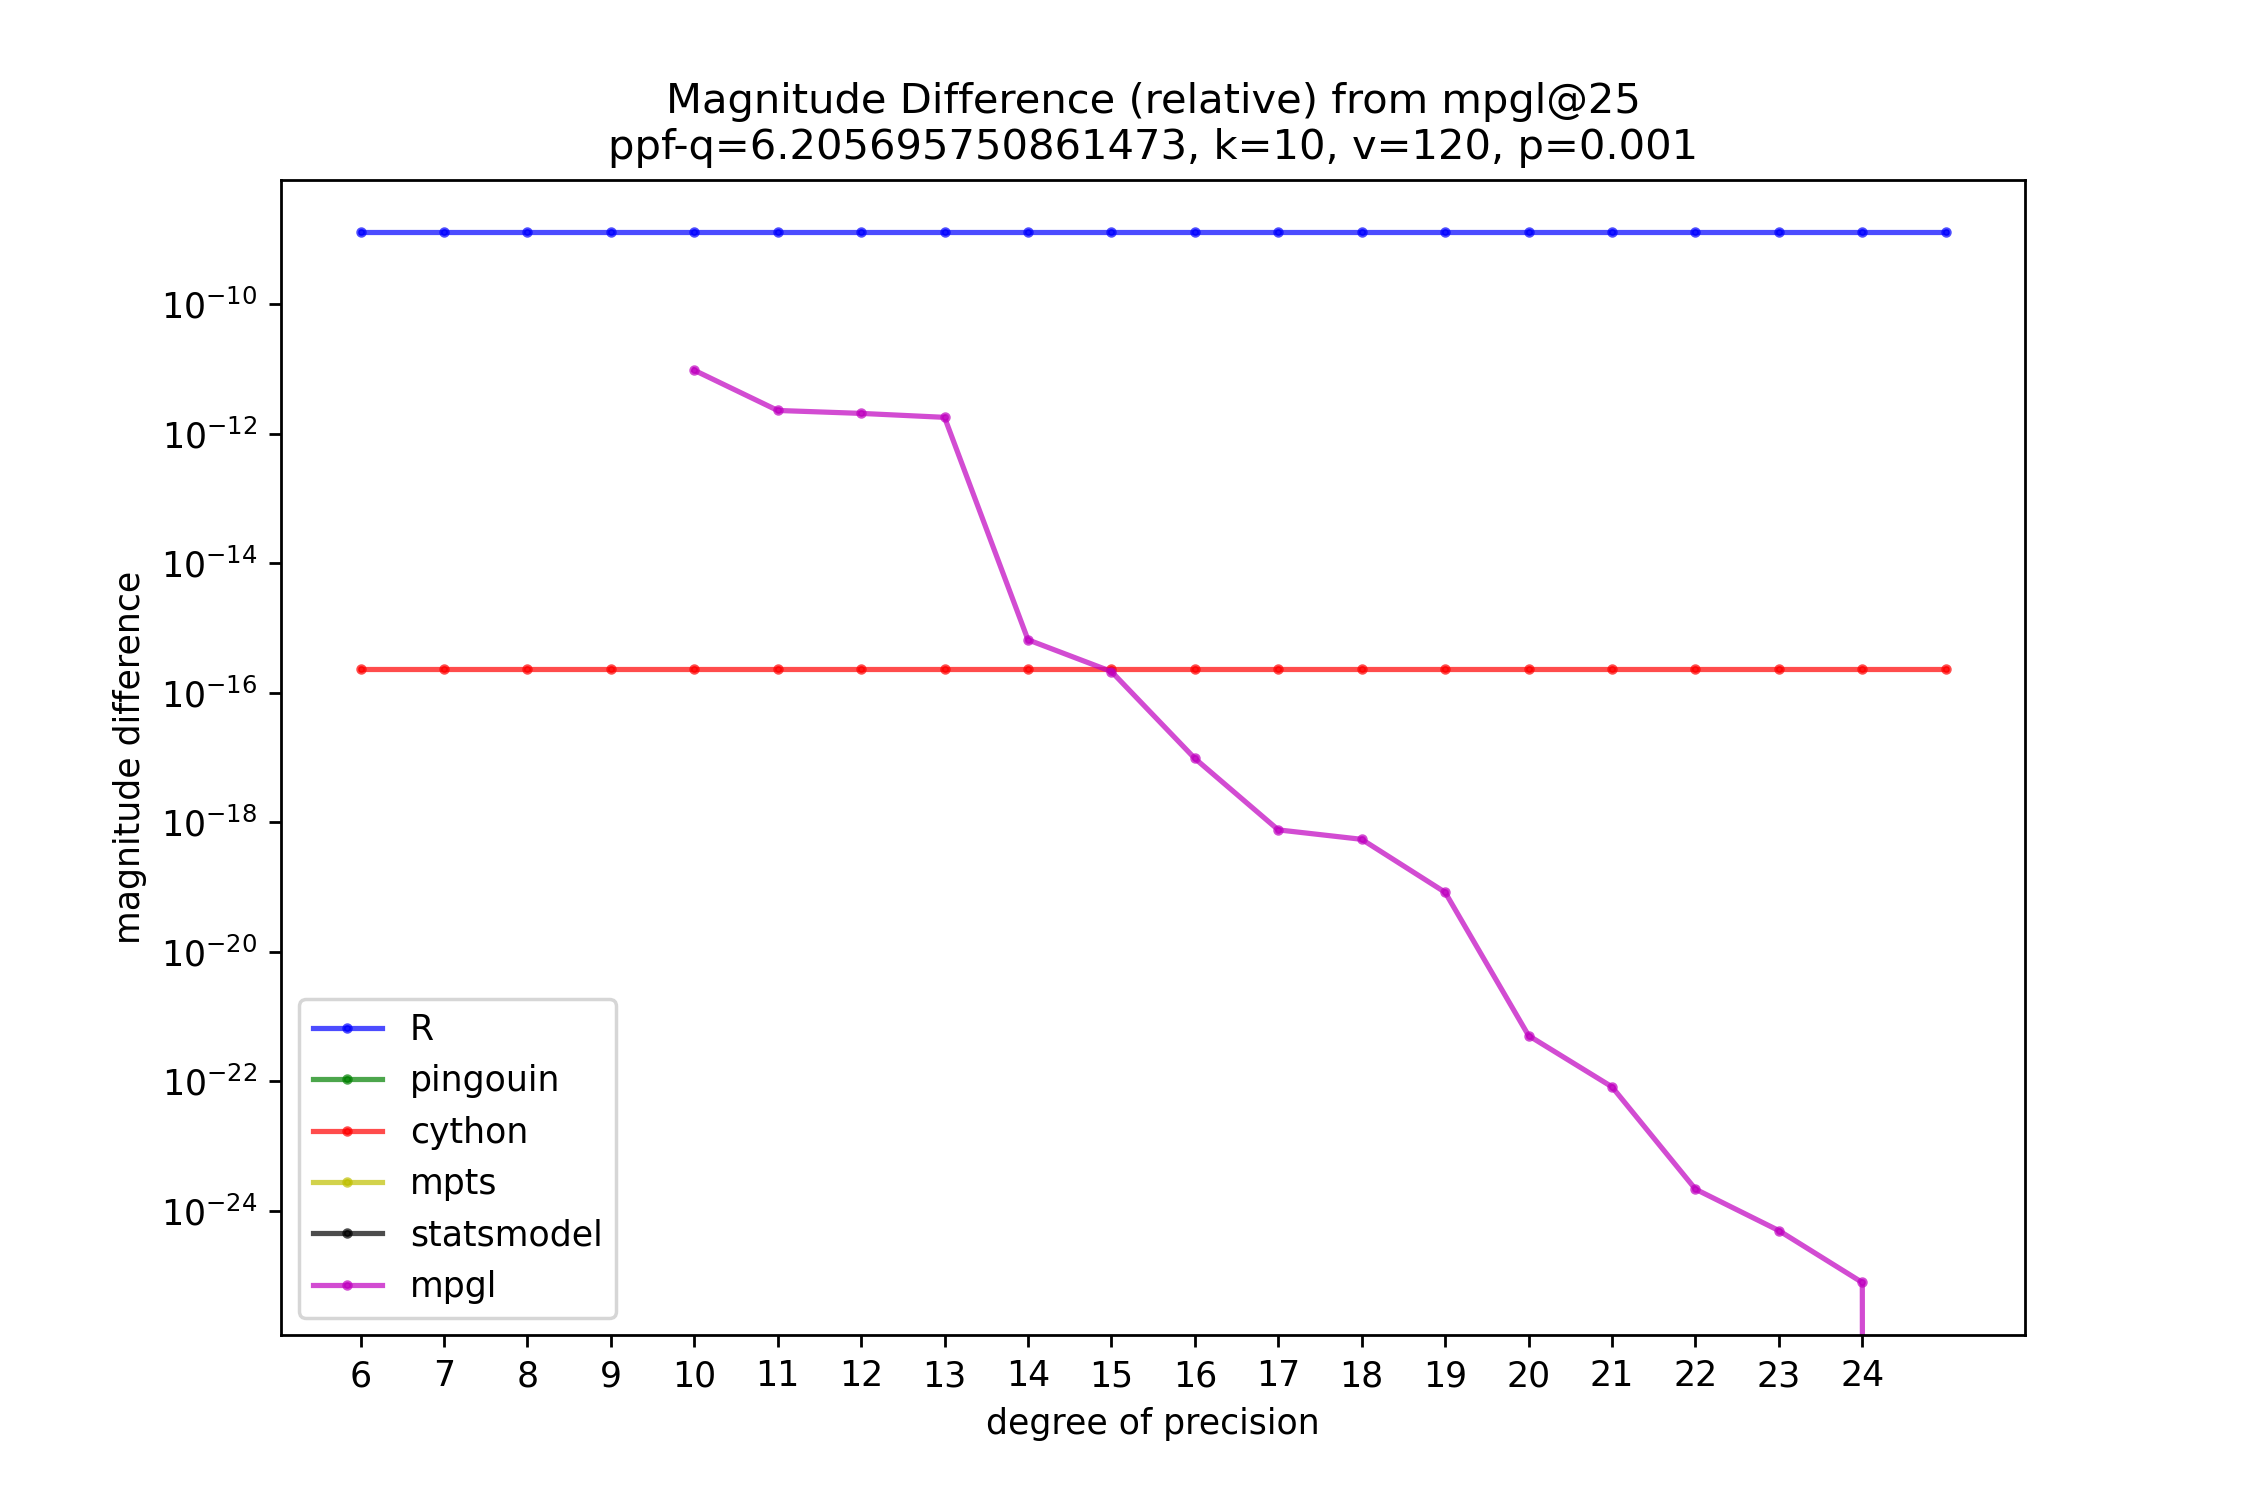 Magnitude Difference (relative) from mpgl@25
ppf-q=6.205695750861473, k=10, v=120, p=0.001
magnitude difference
10⁻¹⁰
10⁻¹²
10⁻¹⁴
10⁻¹⁶
10⁻¹⁸
10⁻²⁰
10⁻²²
10⁻²⁴
R
pingouin
cython
mpts
statsmodel
mpgl
6 7 8 9 10 11 12 13 14 15 16 17 18 19 20 21 22 23 24
degree of precision